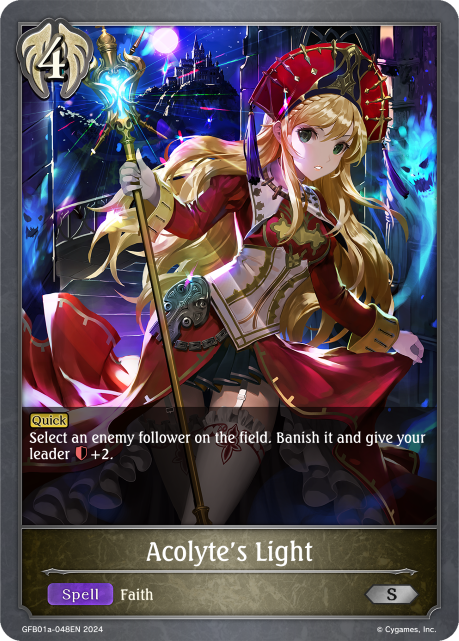 4
Quick
Select an enemy follower on the field. Banish it and give your
leader +2.
Acolyte's Light
Spell Faith S
GFB01a-048EN 2024 © Cygames, Inc.